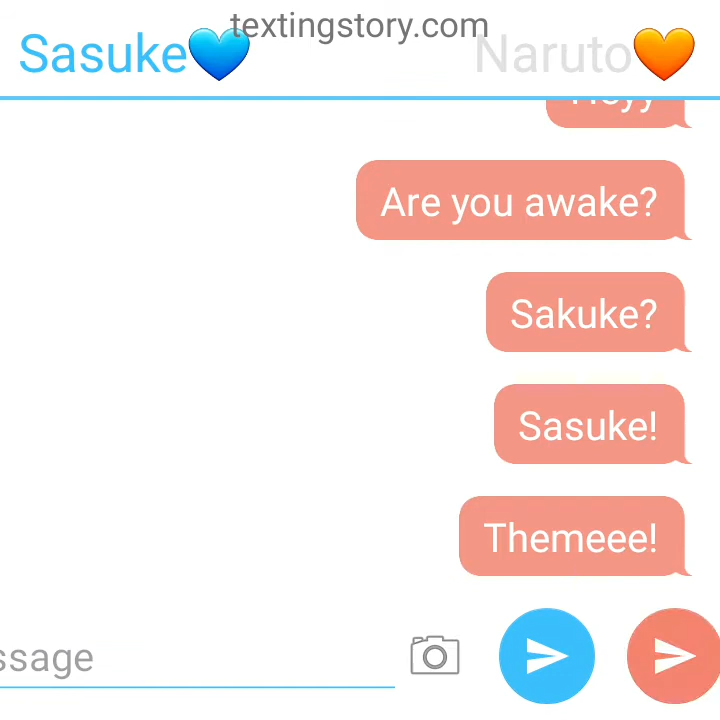 textingstory.com
Sasuke💙 Naruto🧡
Are you awake?
Sakuke?
Sasuke!
Themeee!
ssage